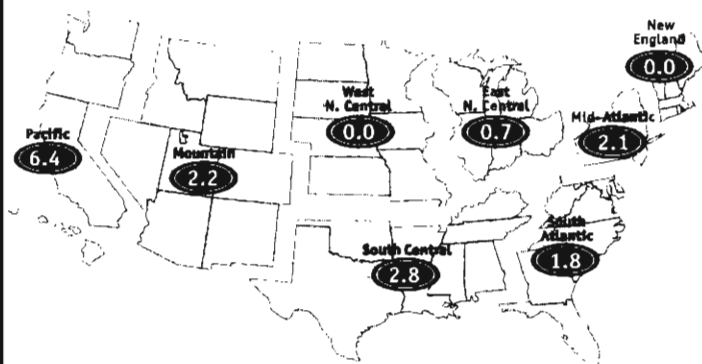 New
England
0.0
West
N. Central
0.0
East
N. Central
0.7
Mid-Atlantic
2.1
Pacific
6.4
Mountain
2.2
South Central
2.8
South
Atlantic
1.8